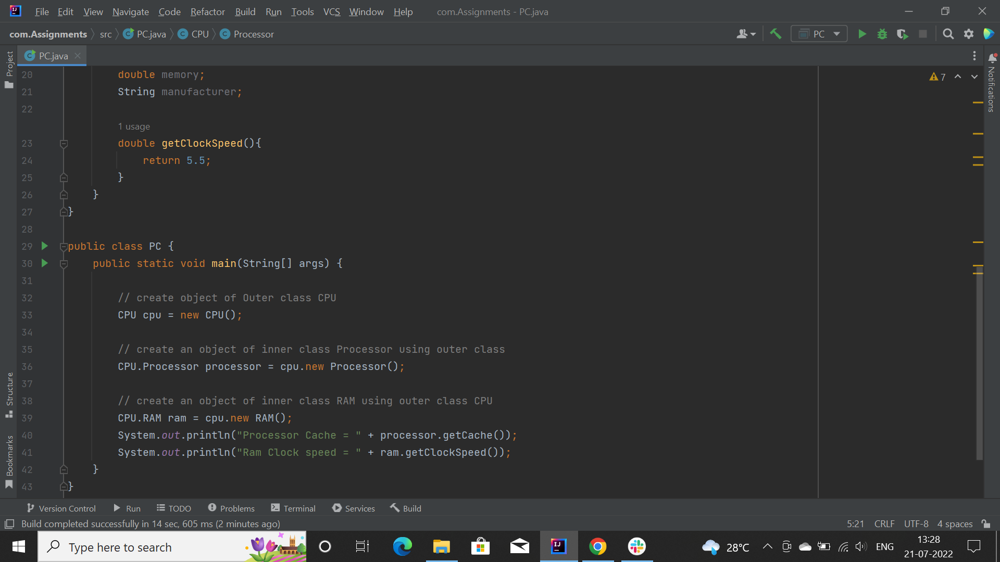 File Edit View Navigate Code Refactor Build Run Tools VCS Window Help com.Assignments - PC.java
com.Assignments src PC.java CPU Processor PC
Project
PC.java
7
Notifications
20 double memory;
21 String manufacturer;
22
1 usage
23 double getClockSpeed(){
24 return 5.5;
25 }
26 }
27 }
28
29 public class PC {
30 public static void main(String[] args) {
31
32 // create object of Outer class CPU
33 CPU cpu = new CPU();
34
35 // create an object of inner class Processor using outer class
36 CPU.Processor processor = cpu.new Processor();
37
38 // create an object of inner class RAM using outer class CPU
39 CPU.RAM ram = cpu.new RAM();
40 System.out.println("Processor Cache = " + processor.getCache());
41 System.out.println("Ram Clock speed = " + ram.getClockSpeed());
42 }
43 }
Structure
Bookmarks
Version Control Run TODO Problems Terminal Services Build
Build completed successfully in 14 sec, 605 ms (2 minutes ago) 5:21 CRLF UTF-8 4 spaces
Type here to search 28°C ENG 13:28
21-07-2022